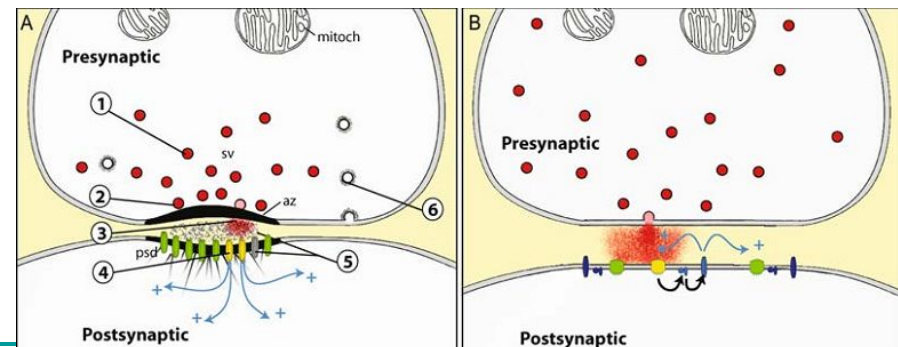 A
mitoch
Presynaptic
1
sv
2
az
3
6
psd
4
5
+
+
+
+
Postsynaptic
B
Presynaptic
+
+
Postsynaptic